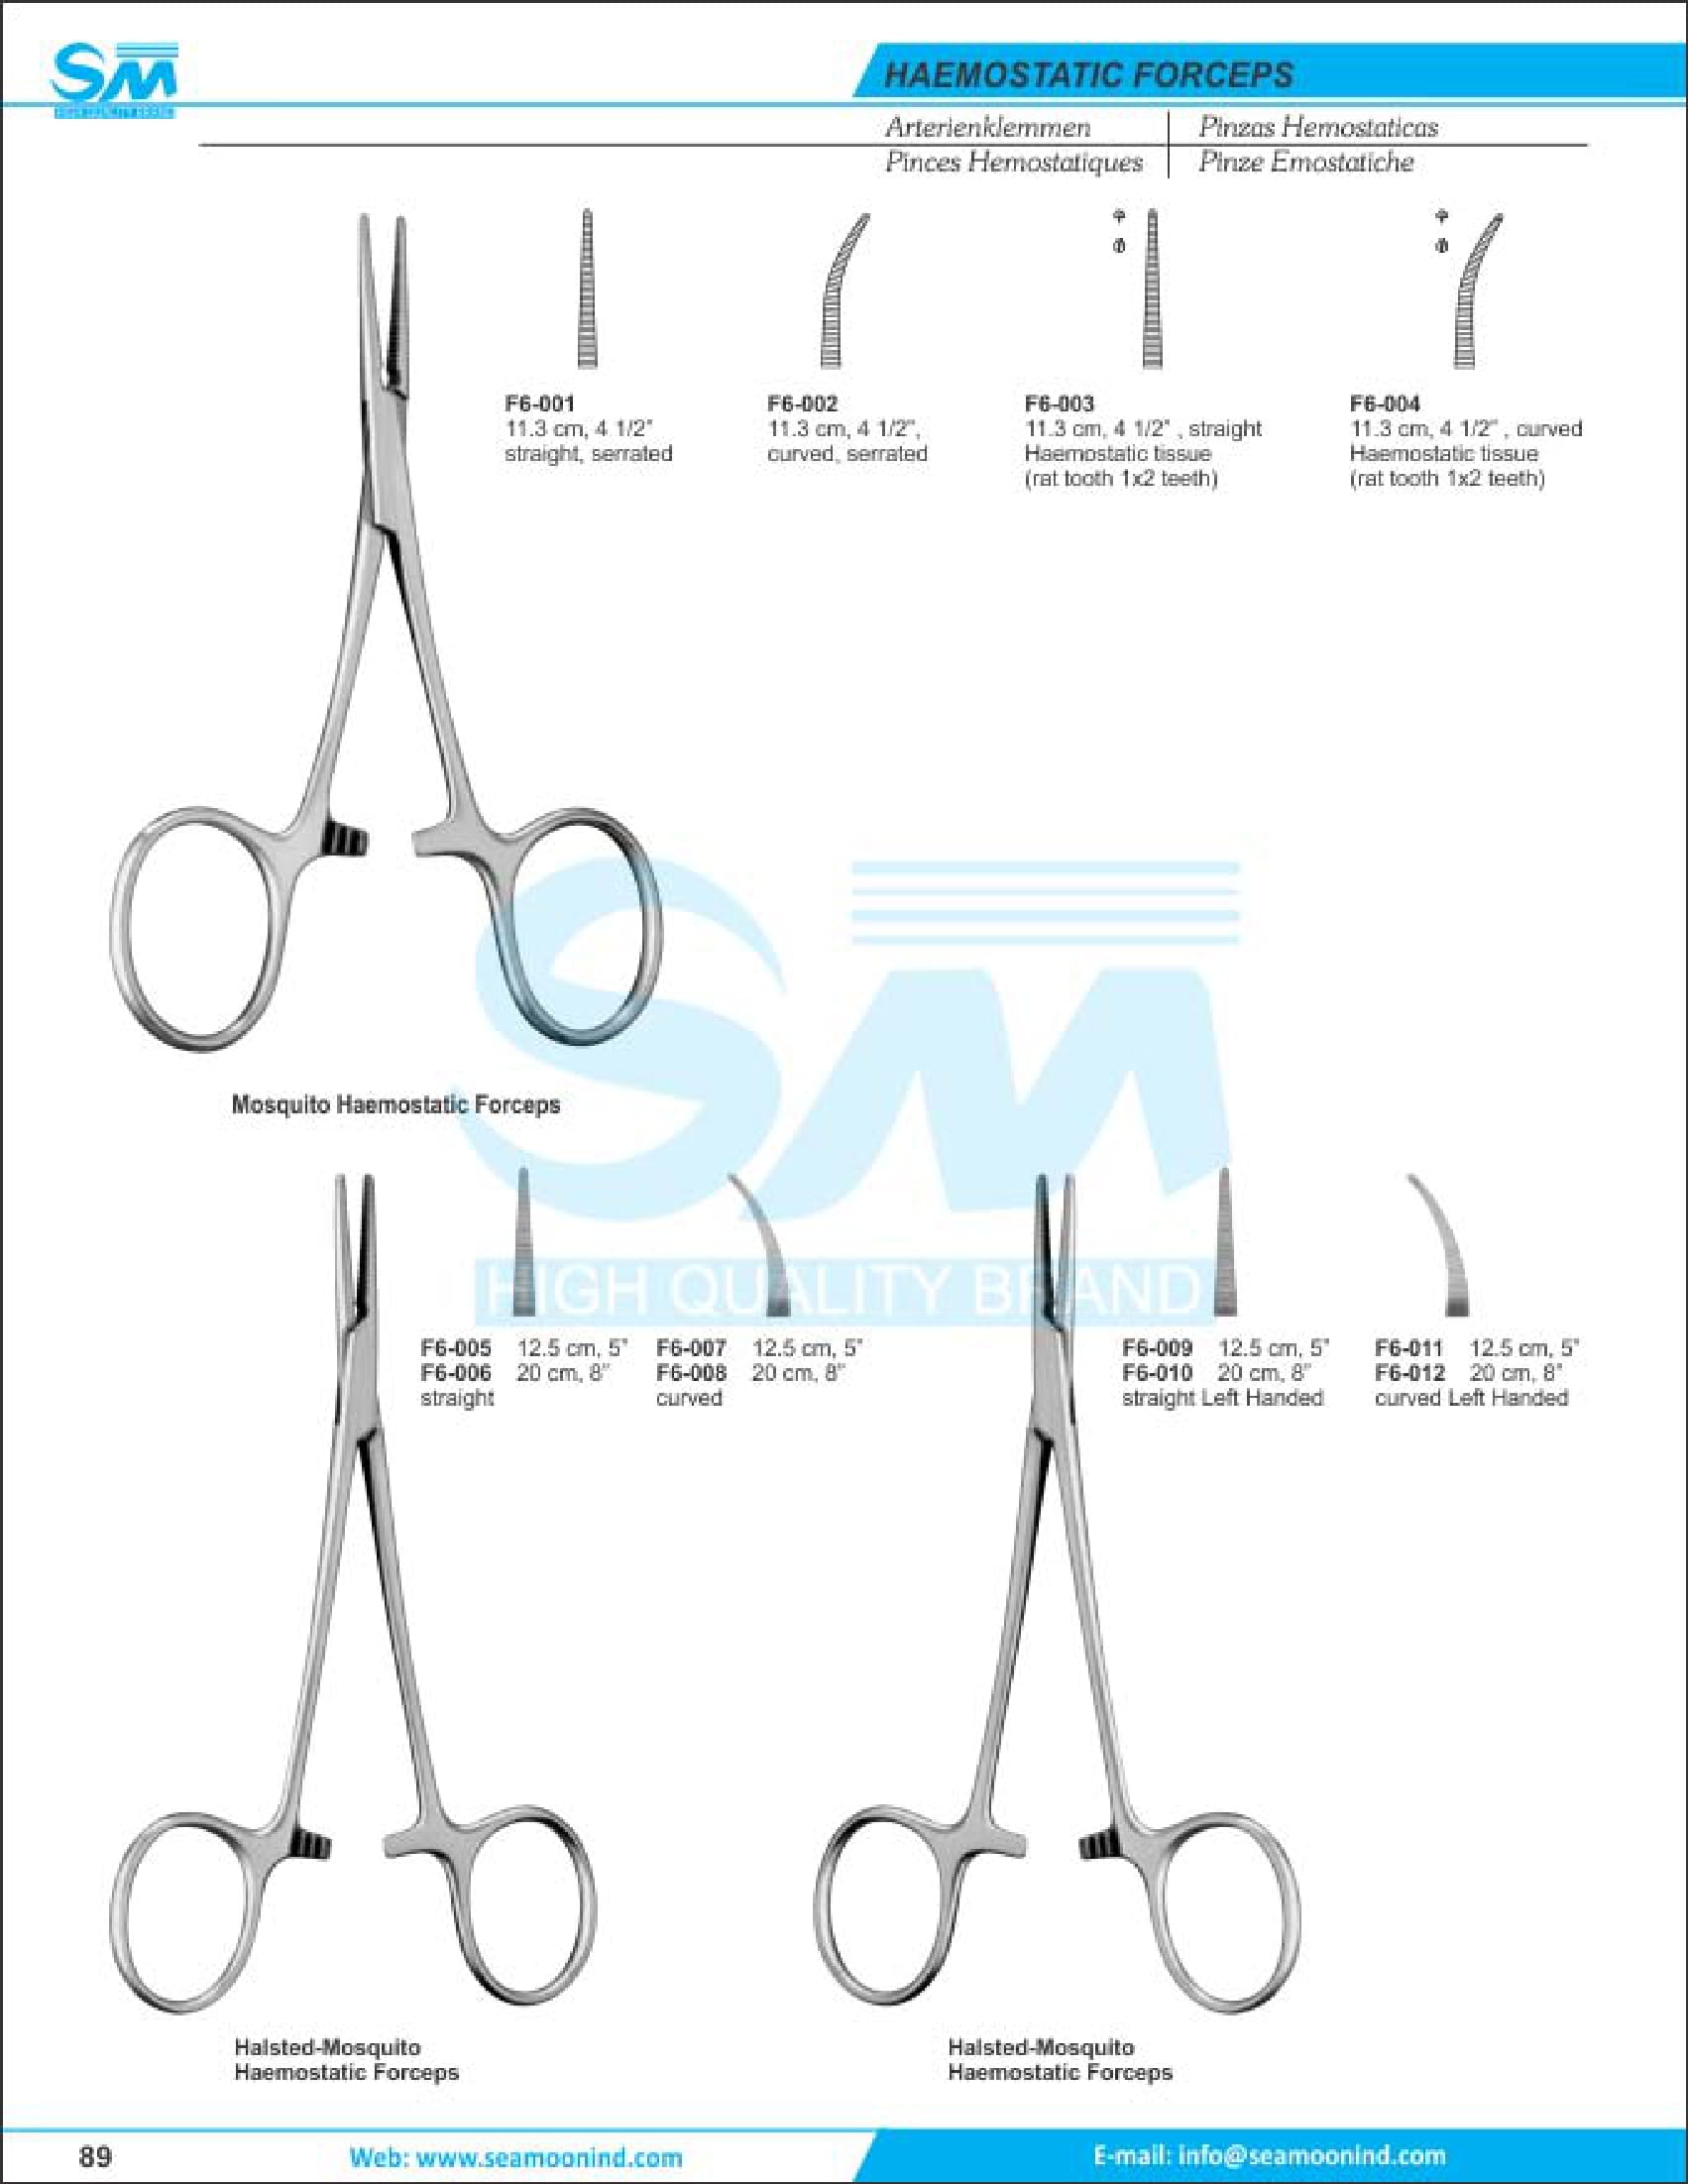 SM
HAEMOSTATIC FORCEPS
Arterienklemmen
Pinzas Hemostaticas
Pinces Hemostatiques
Pinze Emostatiche
F6-001
11.3 cm, 4 1/2"
straight, serrated
F6-002
11.3 cm, 4 1/2",
curved, serrated
F6-003
11.3 cm, 4 1/2" , straight
Haemostatic tissue
(rat tooth 1x2 teeth)
F6-004
11.3 cm, 4 1/2" , curved
Haemostatic tissue
(rat tooth 1x2 teeth)
Mosquito Haemostatic Forceps
SM
HIGH QUALITY BRAND
F6-005 12.5 cm, 5"
F6-006 20 cm, 8"
straight
F6-007 12.5 cm, 5"
F6-008 20 cm, 8"
curved
F6-009 12.5 cm, 5"
F6-010 20 cm, 8"
straight Left Handed
F6-011 12.5 cm, 5"
F6-012 20 cm, 8"
curved Left Handed
Halsted-Mosquito
Haemostatic Forceps
Halsted-Mosquito
Haemostatic Forceps
89
Web: www.seamoonind.com
E-mail: info@seamoonind.com